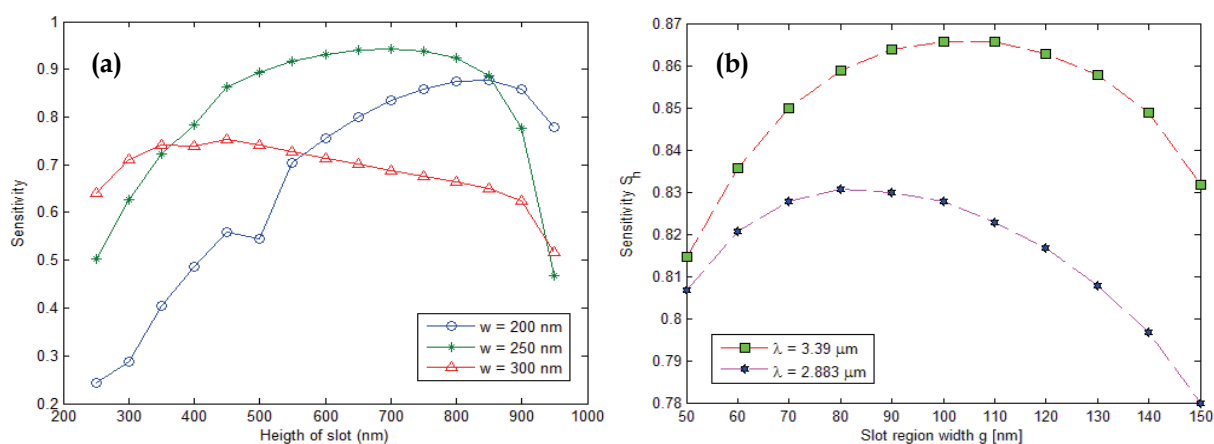 (a)
Sensitivity
1
0.9
0.8
0.7
0.6
0.5
0.4
0.3
0.2
200 300 400 500 600 700 800 900 1000
Heigth of slot (nm)
w = 200 nm
w = 250 nm
w = 300 nm
(b)
Sensitivity Sh
0.87
0.86
0.85
0.84
0.83
0.82
0.81
0.8
0.79
0.78
50 60 70 80 90 100 110 120 130 140 150
Slot region width g [nm]
λ = 3.39 μm
λ = 2.883 μm